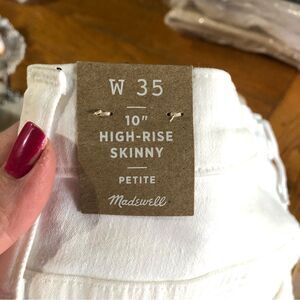 W 35
10"
HIGH-RISE
SKINNY
PETITE
Madewell